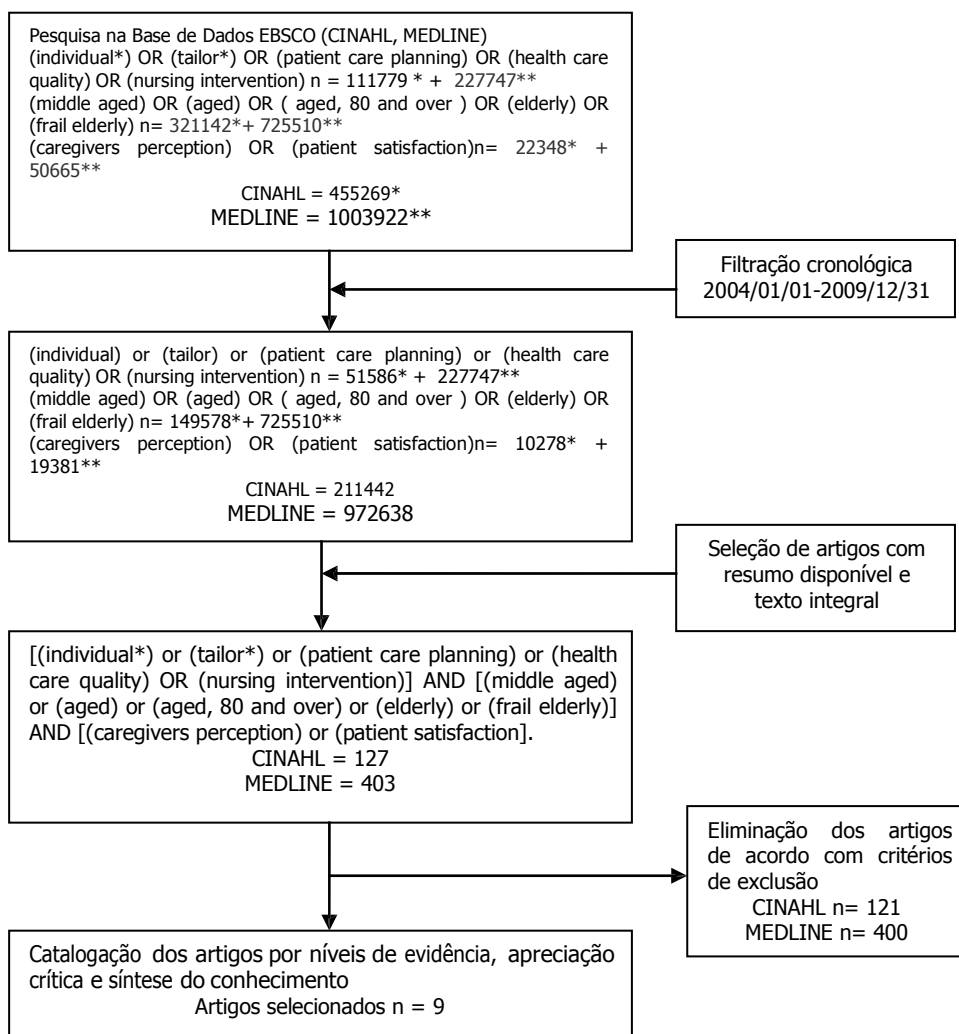 Pesquisa na Base de Dados EBSCO (CINAHL, MEDLINE)
(individual*) OR (tailor*) OR (patient care planning) OR (health care
quality) OR (nursing intervention) n = 111779 * + 227747**
(middle aged) OR (aged) OR ( aged, 80 and over ) OR (elderly) OR
(frail elderly) n= 321142*+ 725510**
(caregivers perception) OR (patient satisfaction)n= 22348* +
50665**
CINAHL = 455269*
MEDLINE = 1003922**
Filtração cronológica
2004/01/01-2009/12/31
(individual) or (tailor) or (patient care planning) or (health care
quality) OR (nursing intervention) n = 51586* + 227747**
(middle aged) OR (aged) OR ( aged, 80 and over ) OR (elderly) OR
(frail elderly) n= 149578*+ 725510**
(caregivers perception) OR (patient satisfaction)n= 10278* +
19381**
CINAHL = 211442
MEDLINE = 972638
Seleção de artigos com
resumo disponível e
texto integral
[(individual*) or (tailor*) or (patient care planning) or (health
care quality) OR (nursing intervention)] AND [(middle aged)
or (aged) or (aged, 80 and over) or (elderly) or (frail elderly)]
AND [(caregivers perception) or (patient satisfaction].
CINAHL = 127
MEDLINE = 403
Eliminação dos artigos
de acordo com critérios
de exclusão
CINAHL n= 121
MEDLINE n= 400
Catalogação dos artigos por níveis de evidência, apreciação
crítica e síntese do conhecimento
Artigos selecionados n = 9